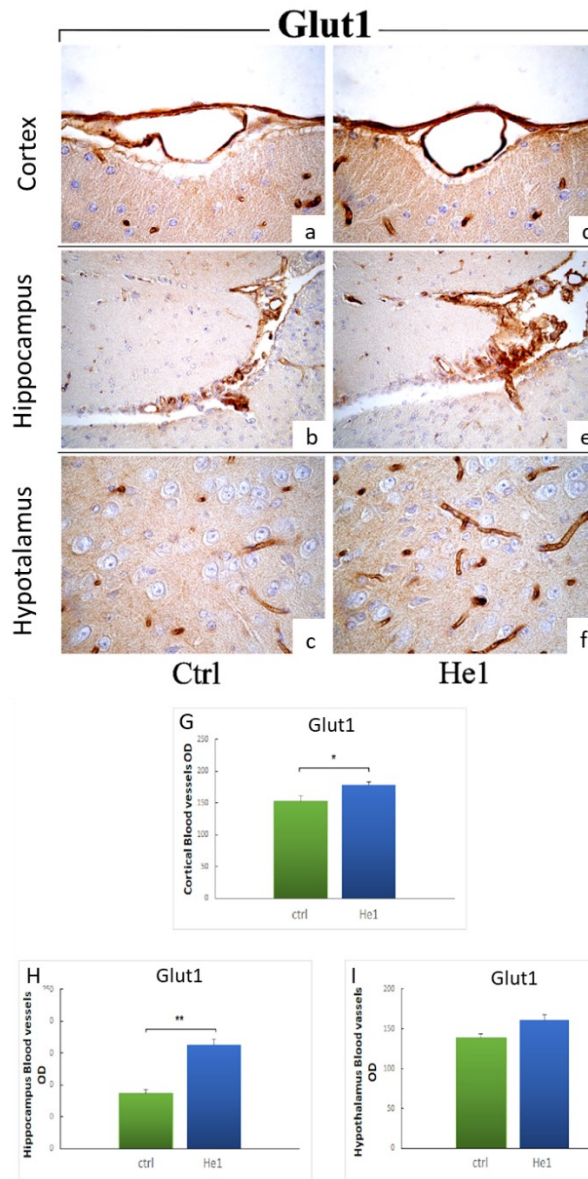 Glut1
Cortex
a
d
Hippocampus
b
e
Hypotalamus
c
f
Ctrl
He1
G
Glut1
Cortical Blood vessels OD
250
200
150
100
50
0
*
ctrl
He1
H
Glut1
Hippocampus Blood vessels
OD
**
ctrl
He1
I
Glut1
Hypothalamus Blood vassels
OD
200
150
100
50
0
ctrl
He1